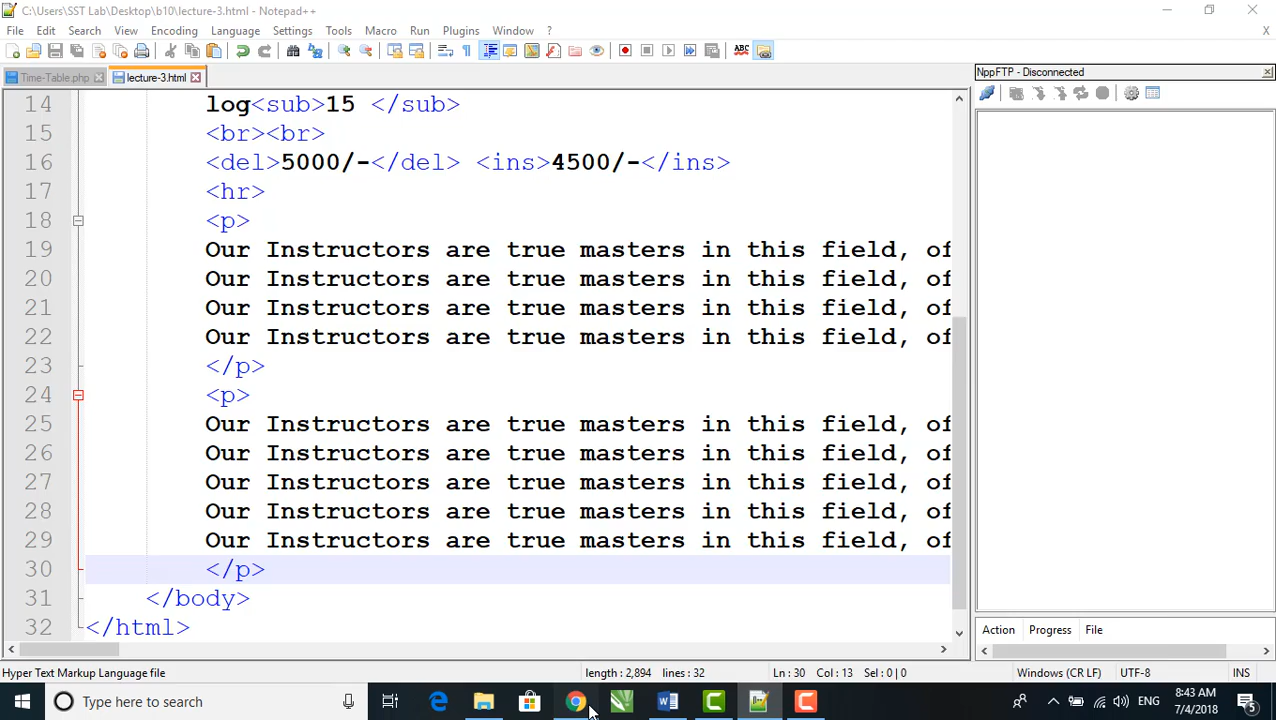 C:\Users\SST Lab\Desktop\b10\lecture-3.html - Notepad++
File Edit Search View Encoding Language Settings Tools Macro Run Plugins Window ? X
ABC
Time-Table.php lecture-3.html
NppFTP - Disconnected
14 log<sub>15 </sub>
15 <br><br>
16 <del>5000/-</del> <ins>4500/-</ins>
17 <hr>
18 <p>
19 Our Instructors are true masters in this field, of
20 Our Instructors are true masters in this field, of
21 Our Instructors are true masters in this field, of
22 Our Instructors are true masters in this field, of
23 </p>
24 <p>
25 Our Instructors are true masters in this field, of
26 Our Instructors are true masters in this field, of
27 Our Instructors are true masters in this field, of
28 Our Instructors are true masters in this field, of
29 Our Instructors are true masters in this field, of
30 </p>
31 </body>
32 </html>
Action Progress File
Hyper Text Markup Language file length : 2,894 lines : 32 Ln : 30 Col : 13 Sel : 0 | 0 Windows (CR LF) UTF-8 INS
Type here to search
ENG
8:43 AM
7/4/2018
5